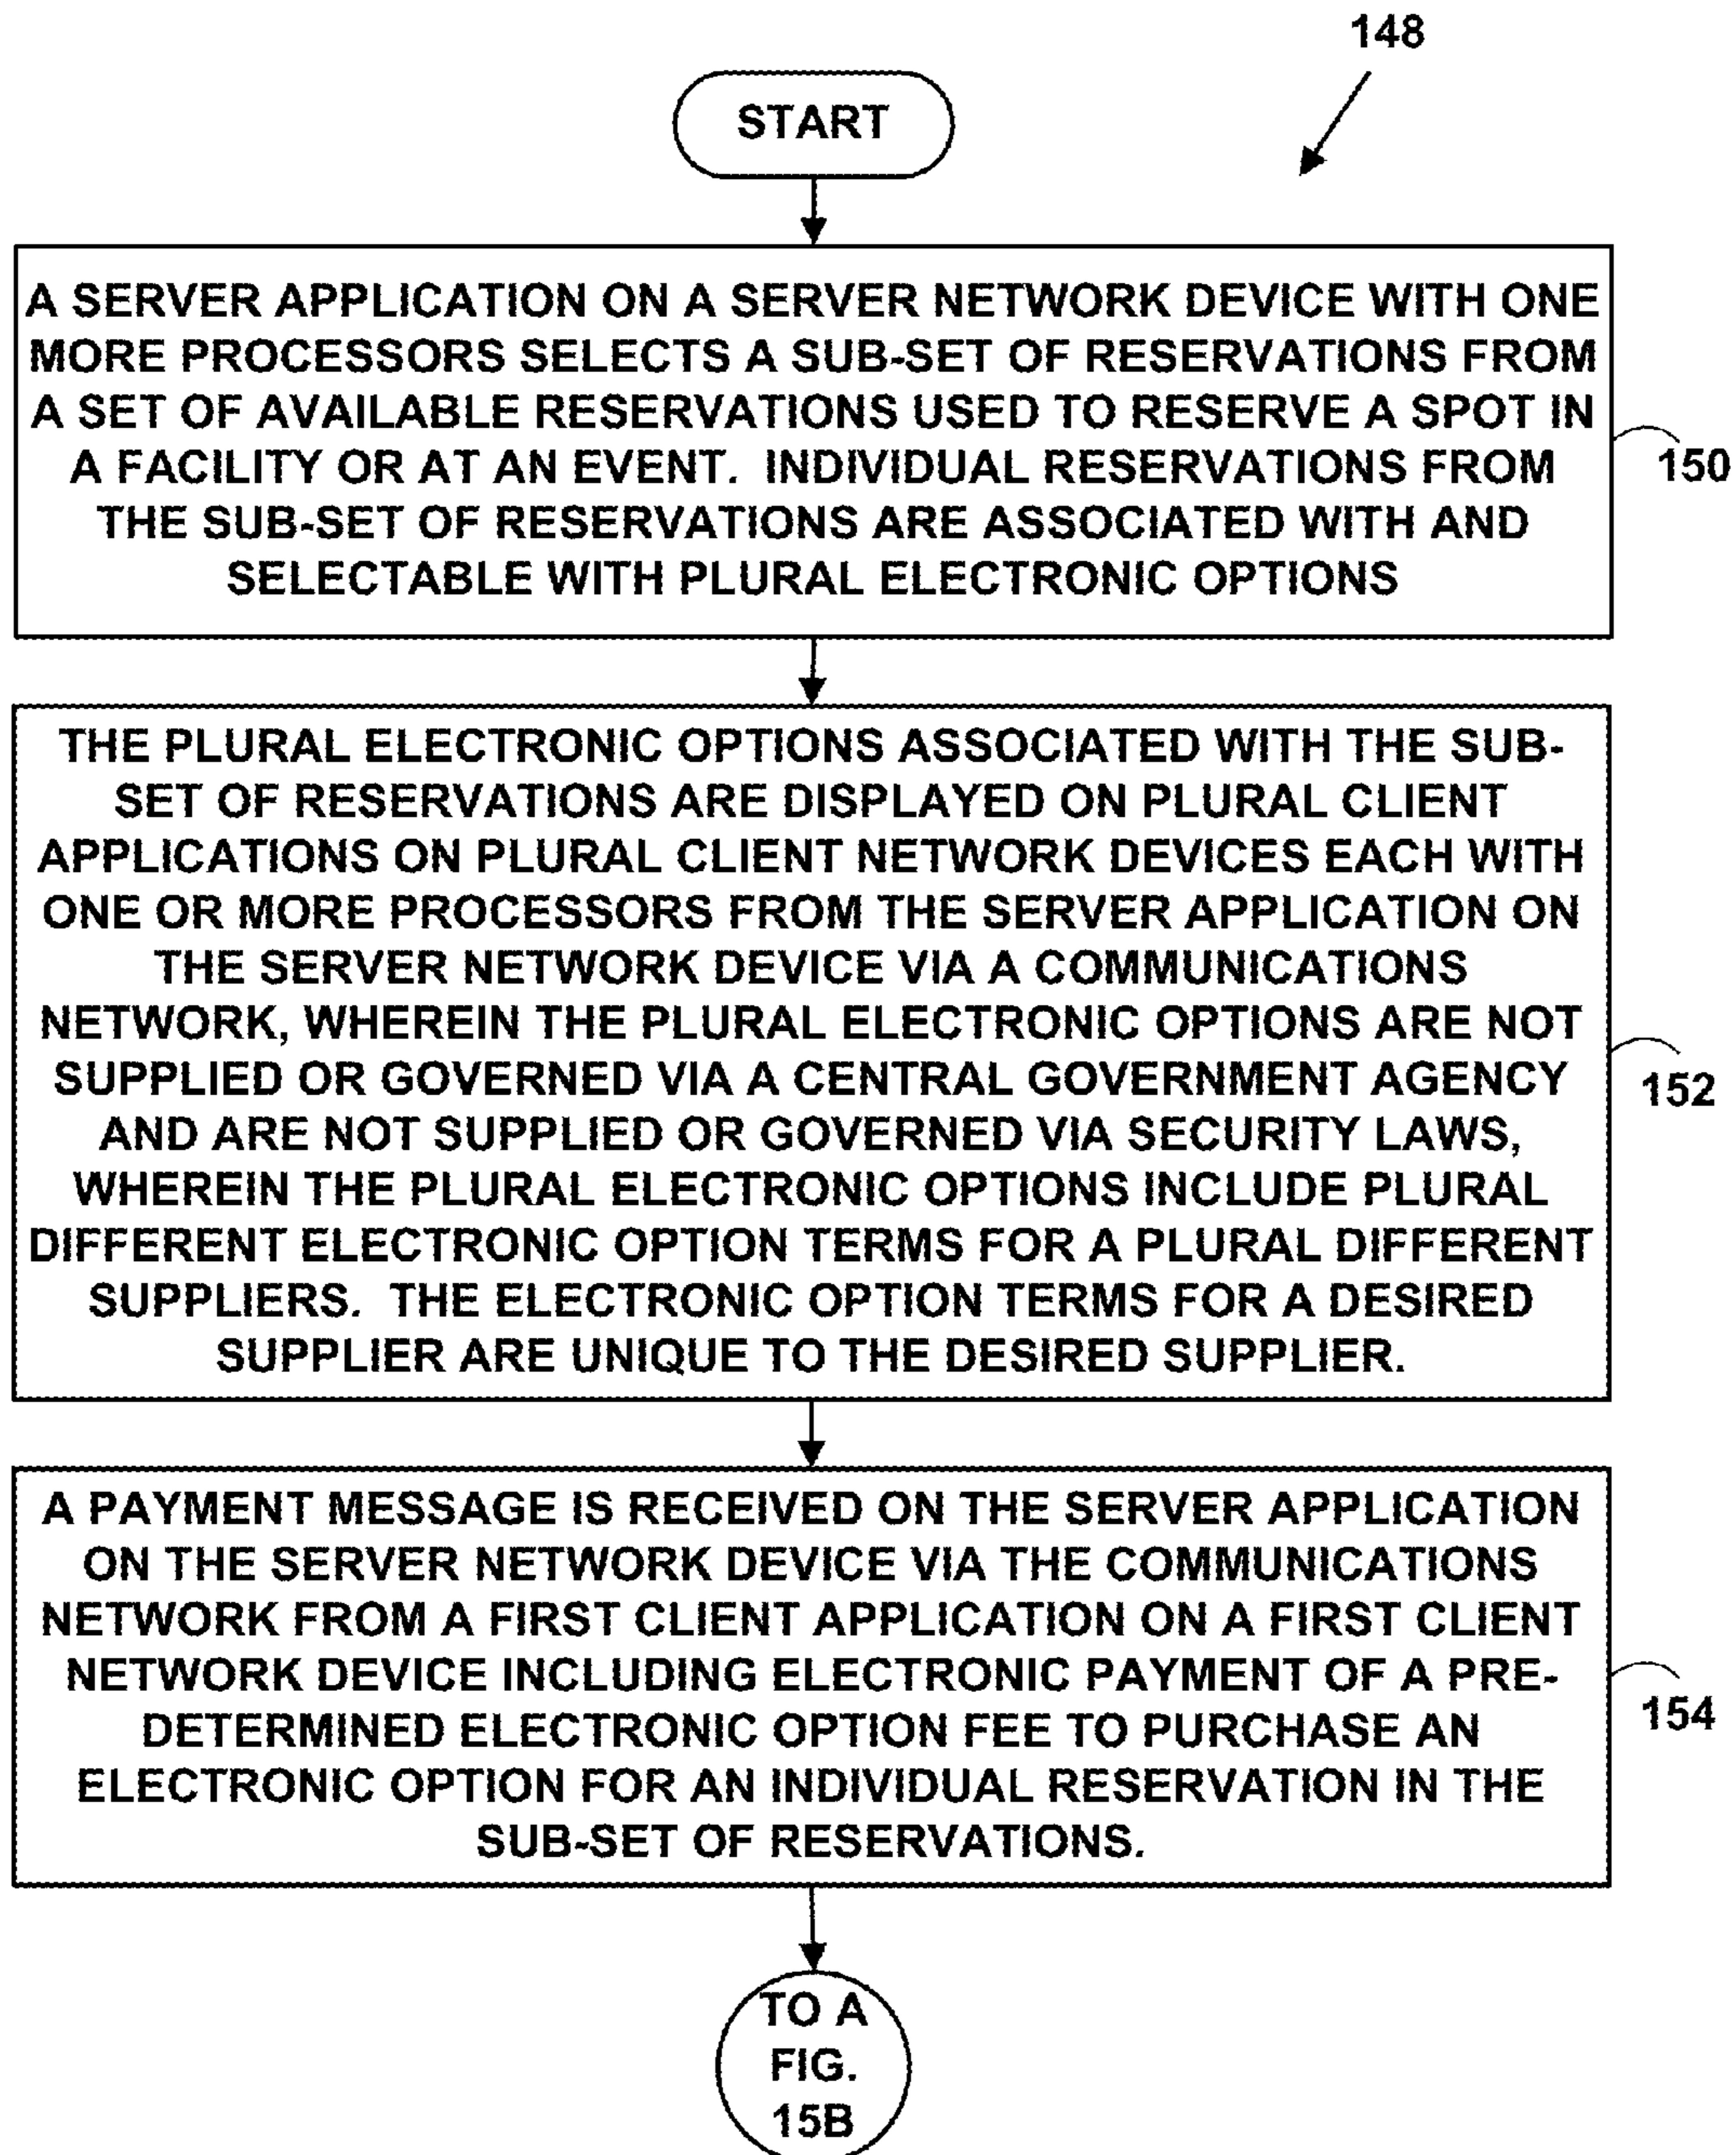 148
START
A SERVER APPLICATION ON A SERVER NETWORK DEVICE WITH ONE
MORE PROCESSORS SELECTS A SUB-SET OF RESERVATIONS FROM
A SET OF AVAILABLE RESERVATIONS USED TO RESERVE A SPOT IN
A FACILITY OR AT AN EVENT.  INDIVIDUAL RESERVATIONS FROM
THE SUB-SET OF RESERVATIONS ARE ASSOCIATED WITH AND
SELECTABLE WITH PLURAL ELECTRONIC OPTIONS
150
THE PLURAL ELECTRONIC OPTIONS ASSOCIATED WITH THE SUB-
SET OF RESERVATIONS ARE DISPLAYED ON PLURAL CLIENT
APPLICATIONS ON PLURAL CLIENT NETWORK DEVICES EACH WITH
ONE OR MORE PROCESSORS FROM THE SERVER APPLICATION ON
THE SERVER NETWORK DEVICE VIA A COMMUNICATIONS
NETWORK, WHEREIN THE PLURAL ELECTRONIC OPTIONS ARE NOT
SUPPLIED OR GOVERNED VIA A CENTRAL GOVERNMENT AGENCY
AND ARE NOT SUPPLIED OR GOVERNED VIA SECURITY LAWS,
WHEREIN THE PLURAL ELECTRONIC OPTIONS INCLUDE PLURAL
DIFFERENT ELECTRONIC OPTION TERMS FOR A PLURAL DIFFERENT
SUPPLIERS.  THE ELECTRONIC OPTION TERMS FOR A DESIRED
SUPPLIER ARE UNIQUE TO THE DESIRED SUPPLIER.
152
A PAYMENT MESSAGE IS RECEIVED ON THE SERVER APPLICATION
ON THE SERVER NETWORK DEVICE VIA THE COMMUNICATIONS
NETWORK FROM A FIRST CLIENT APPLICATION ON A FIRST CLIENT
NETWORK DEVICE INCLUDING ELECTRONIC PAYMENT OF A PRE-
DETERMINED ELECTRONIC OPTION FEE TO PURCHASE AN
ELECTRONIC OPTION FOR AN INDIVIDUAL RESERVATION IN THE
SUB-SET OF RESERVATIONS.
154
TO A
FIG.
15B